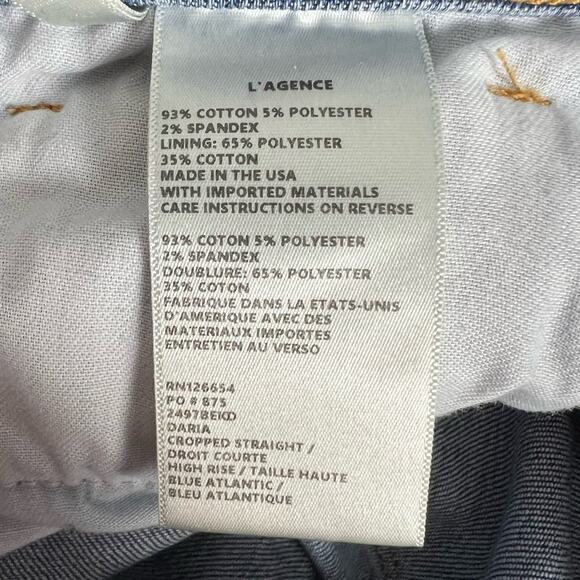 L'AGENCE
93% COTTON 5% POLYESTER
2% SPANDEX
LINING: 65% POLYESTER
35% COTTON
MADE IN THE USA
WITH IMPORTED MATERIALS
CARE INSTRUCTIONS ON REVERSE
93% COTON 5% POLYESTER
2% SPANDEX
DOUBLURE: 65% POLYESTER
35% COTON
FABRIQUE DANS LA ETATS-UNIS
D'AMERIQUE AVEC DES
MATERIAUX IMPORTES
ENTRETIEN AU VERSO
RN126654
PO # 875
2497BEKD
DARIA
CROPPED STRAIGHT /
DROIT COURTE
HIGH RISE / TAILLE HAUTE
BLUE ATLANTIC /
BLEU ATLANTIQUE